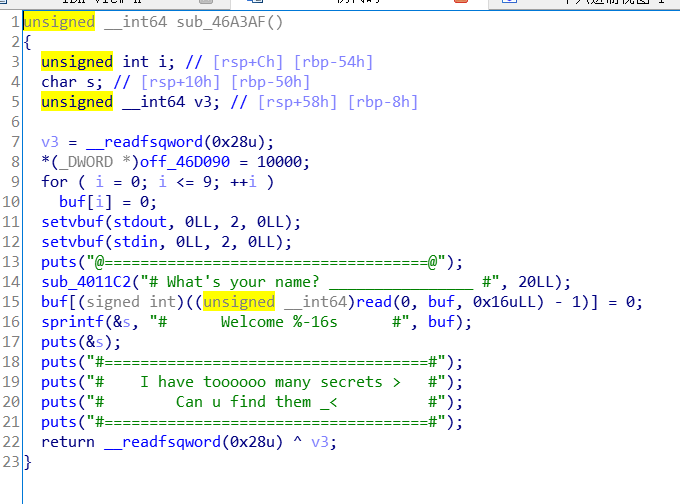 1 unsigned __int64 sub_46A3AF()
2 {
3 unsigned int i; // [rsp+Ch] [rbp-54h]
4 char s; // [rsp+10h] [rbp-50h]
5 unsigned __int64 v3; // [rsp+58h] [rbp-8h]
6
7 v3 = __readfsqword(0x28u);
8 *(_DWORD *)off_46D090 = 10000;
9 for ( i = 0; i <= 9; ++i )
10 buf[i] = 0;
11 setvbuf(stdout, 0LL, 2, 0LL);
12 setvbuf(stdin, 0LL, 2, 0LL);
13 puts("@====================================@");
14 sub_4011C2("# What's your name? ________________ #", 20LL);
15 buf[(signed int)((unsigned __int64)read(0, buf, 0x16uLL) - 1)] = 0;
16 sprintf(&s, "#      Welcome %-16s      #", buf);
17 puts(&s);
18 puts("#====================================#");
19 puts("#    I have toooooo many secrets >   #");
20 puts("#        Can u find them _<          #");
21 puts("#====================================#");
22 return __readfsqword(0x28u) ^ v3;
23 }